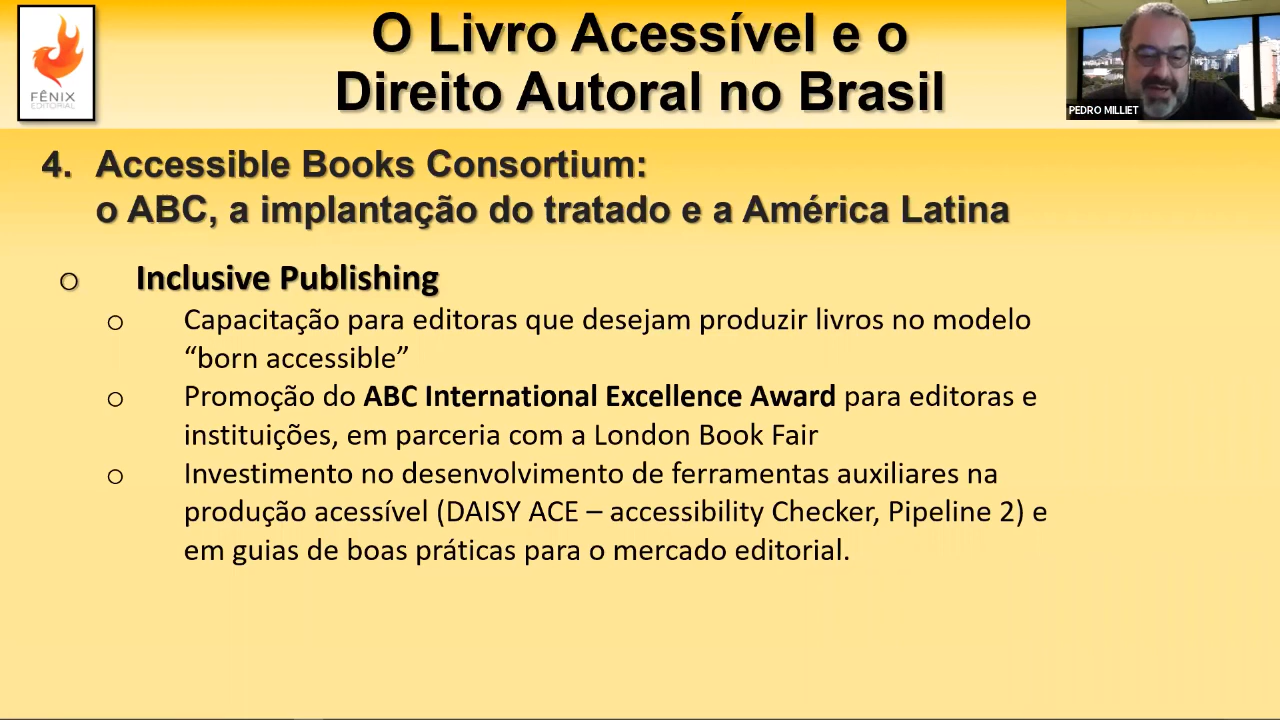 O Livro Acessível e o
Direito Autoral no Brasil
FÊNIX
EDITORIAL
PEDRO MILLIET
4. Accessible Books Consortium:
o ABC, a implantação do tratado e a América Latina
o Inclusive Publishing
o Capacitação para editoras que desejam produzir livros no modelo
“born accessible”
o Promoção do ABC International Excellence Award para editoras e
instituições, em parceria com a London Book Fair
o Investimento no desenvolvimento de ferramentas auxiliares na
produção acessível (DAISY ACE – accessibility Checker, Pipeline 2) e
em guias de boas práticas para o mercado editorial.